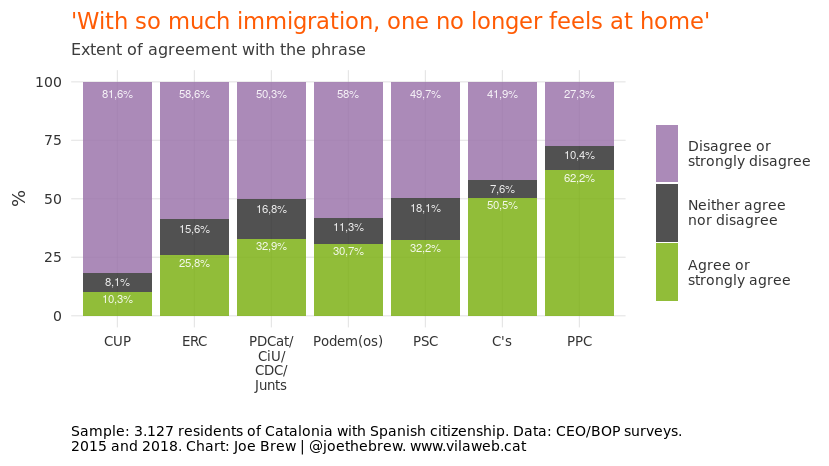 'With so much immigration, one no longer feels at home'
Extent of agreement with the phrase
100
75
50
25
0
%
81,6%
58,6%
50,3%
58%
49,7%
41,9%
27,3%
8,1%
15,6%
16,8%
11,3%
18,1%
7,6%
10,4%
10,3%
25,8%
32,9%
30,7%
32,2%
50,5%
62,2%
CUP
ERC
PDCat/
CiU/
CDC/
Junts
Podem(os)
PSC
C's
PPC
Disagree or
strongly disagree
Neither agree
nor disagree
Agree or
strongly agree
Sample: 3.127 residents of Catalonia with Spanish citizenship. Data: CEO/BOP surveys.
2015 and 2018. Chart: Joe Brew | @joethebrew. www.vilaweb.cat